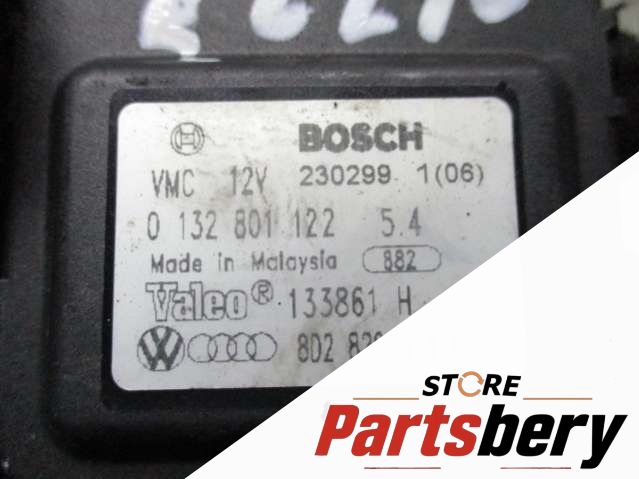 BOSCH
VMC 12V 230299 1(06)
0 132 801 122 5.4
Made in Malaysia 882
Valeo® 133861 H
8D2
STORE
Partsbery